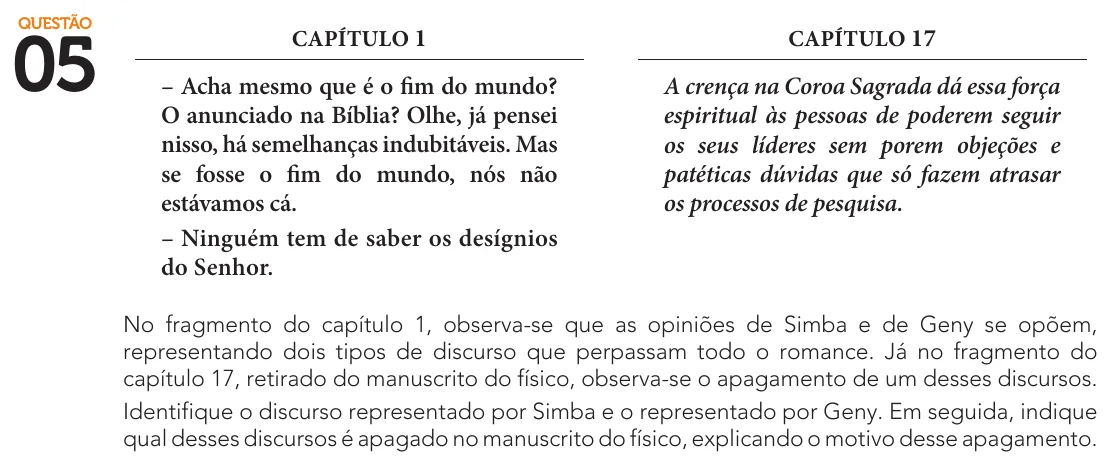 QUESTÃO
05
CAPÍTULO 1
– Acha mesmo que é o fim do mundo?
O anunciado na Bíblia? Olhe, já pensei
nisso, há semelhanças indubitáveis. Mas
se fosse o fim do mundo, nós não
estávamos cá.
– Ninguém tem de saber os desígnios
do Senhor.
CAPÍTULO 17
A crença na Coroa Sagrada dá essa força
espiritual às pessoas de poderem seguir
os seus líderes sem porem objeções e
patéticas dúvidas que só fazem atrasar
os processos de pesquisa.
No fragmento do capítulo 1, observa-se que as opiniões de Simba e de Geny se opõem,
representando dois tipos de discurso que perpassam todo o romance. Já no fragmento do
capítulo 17, retirado do manuscrito do físico, observa-se o apagamento de um desses discursos.
Identifique o discurso representado por Simba e o representado por Geny. Em seguida, indique
qual desses discursos é apagado no manuscrito do físico, explicando o motivo desse apagamento.